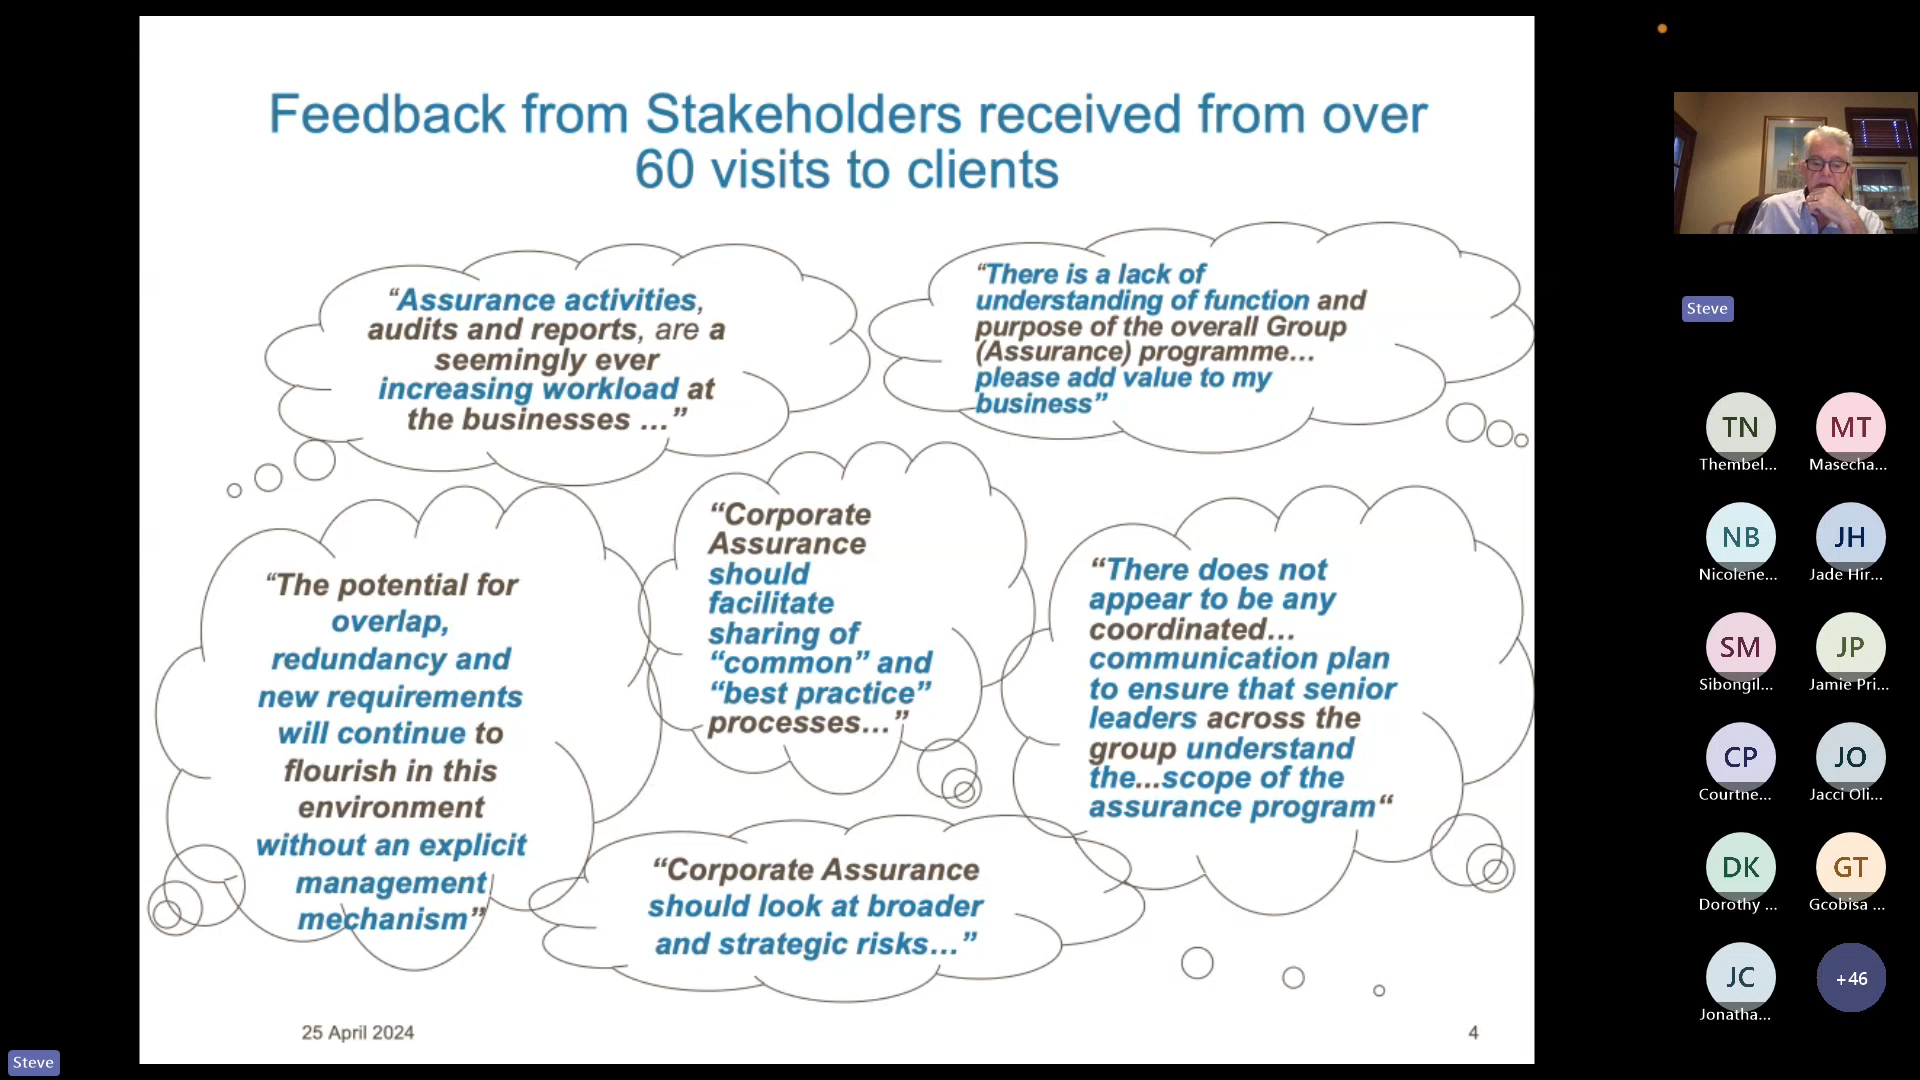 Feedback from Stakeholders received from over
60 visits to clients
“Assurance activities,
audits and reports, are a
seemingly ever
increasing workload at
the businesses …”
“There is a lack of
understanding of function and
purpose of the overall Group
(Assurance) programme…
please add value to my
business”
“The potential for
overlap,
redundancy and
new requirements
will continue to
flourish in this
environment
without an explicit
management
mechanism”
“Corporate
Assurance
should
facilitate
sharing of
“common” and
“best practice”
processes…”
“There does not
appear to be any
coordinated…
communication plan
to ensure that senior
leaders across the
group understand
the…scope of the
assurance program“
“Corporate Assurance
should look at broader
and strategic risks…”
25 April 2024
4
Steve
Steve
TN
MT
Thembel...
Masecha...
NB
JH
Nicolene...
Jade Hir...
SM
JP
Sibongil...
Jamie Pri...
CP
JO
Courtne...
Jacci Oli...
DK
GT
Dorothy ...
Gcobisa ...
JC
+46
Jonatha...